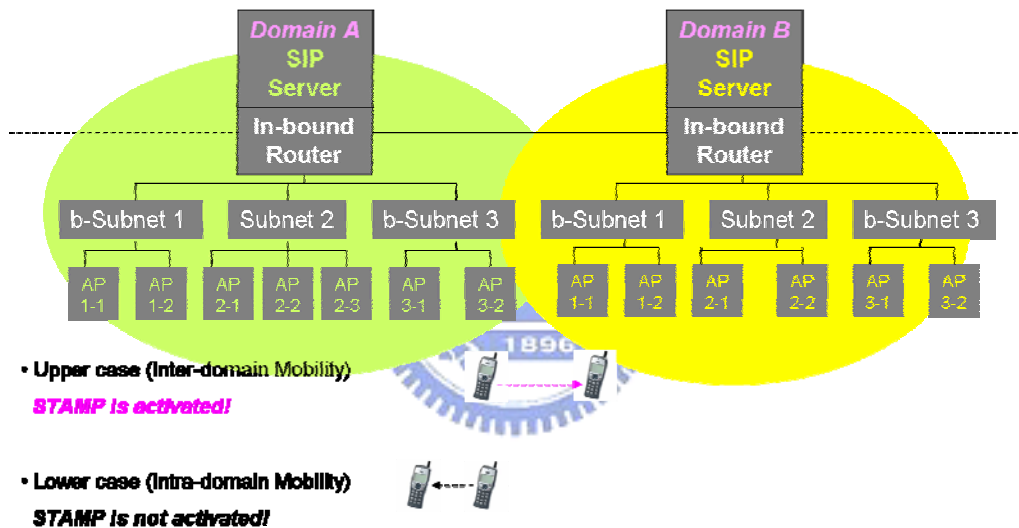 Domain A
SIP
Server
In-bound
Router
Domain B
SIP
Server
In-bound
Router
b-Subnet 1
Subnet 2
b-Subnet 3
b-Subnet 1
Subnet 2
b-Subnet 3
AP
1-1
AP
1-2
AP
2-1
AP
2-2
AP
2-3
AP
3-1
AP
3-2
AP
1-1
AP
1-2
AP
2-1
AP
2-2
AP
3-1
AP
3-2
1896
• Upper case (Inter-domain Mobility)
STAMP is activated!
• Lower case (Intra-domain Mobility)
STAMP is not activated!